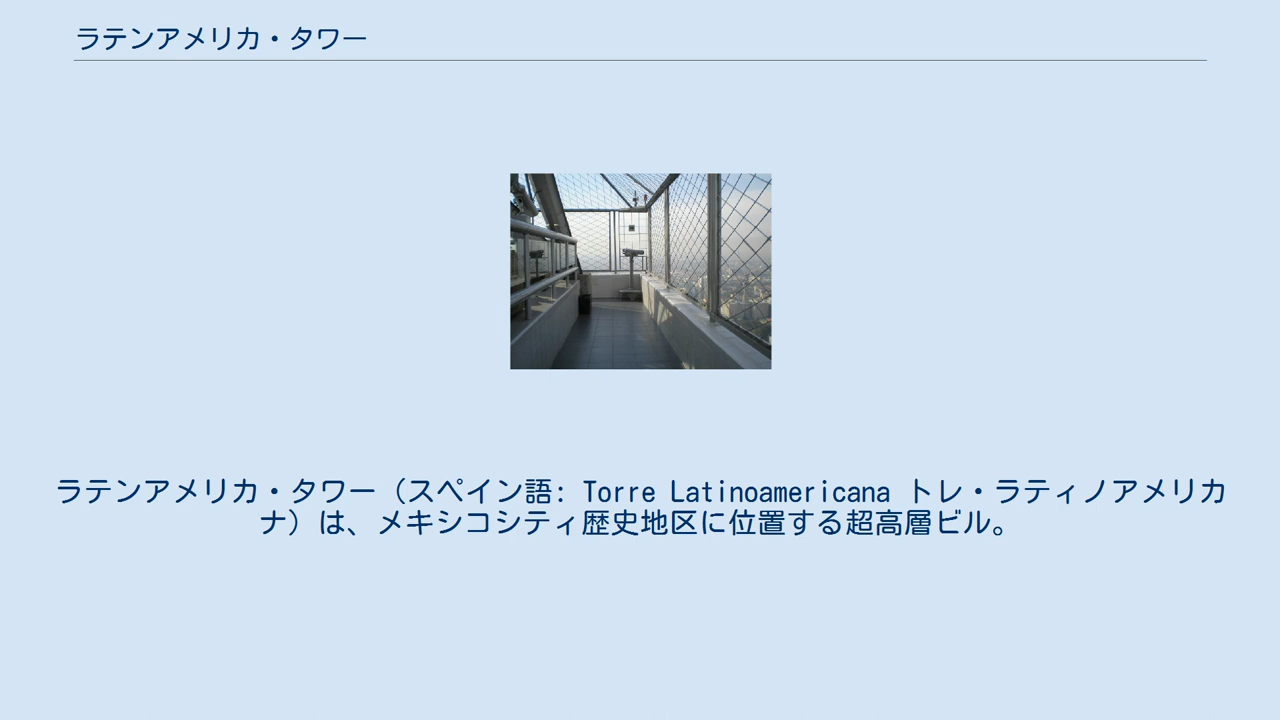 ラテンアメリカ・タワー
ラテンアメリカ・タワー（スペイン語: Torre Latinoamericana トレ・ラティノアメリカ
ナ）は、メキシコシティ歴史地区に位置する超高層ビル。